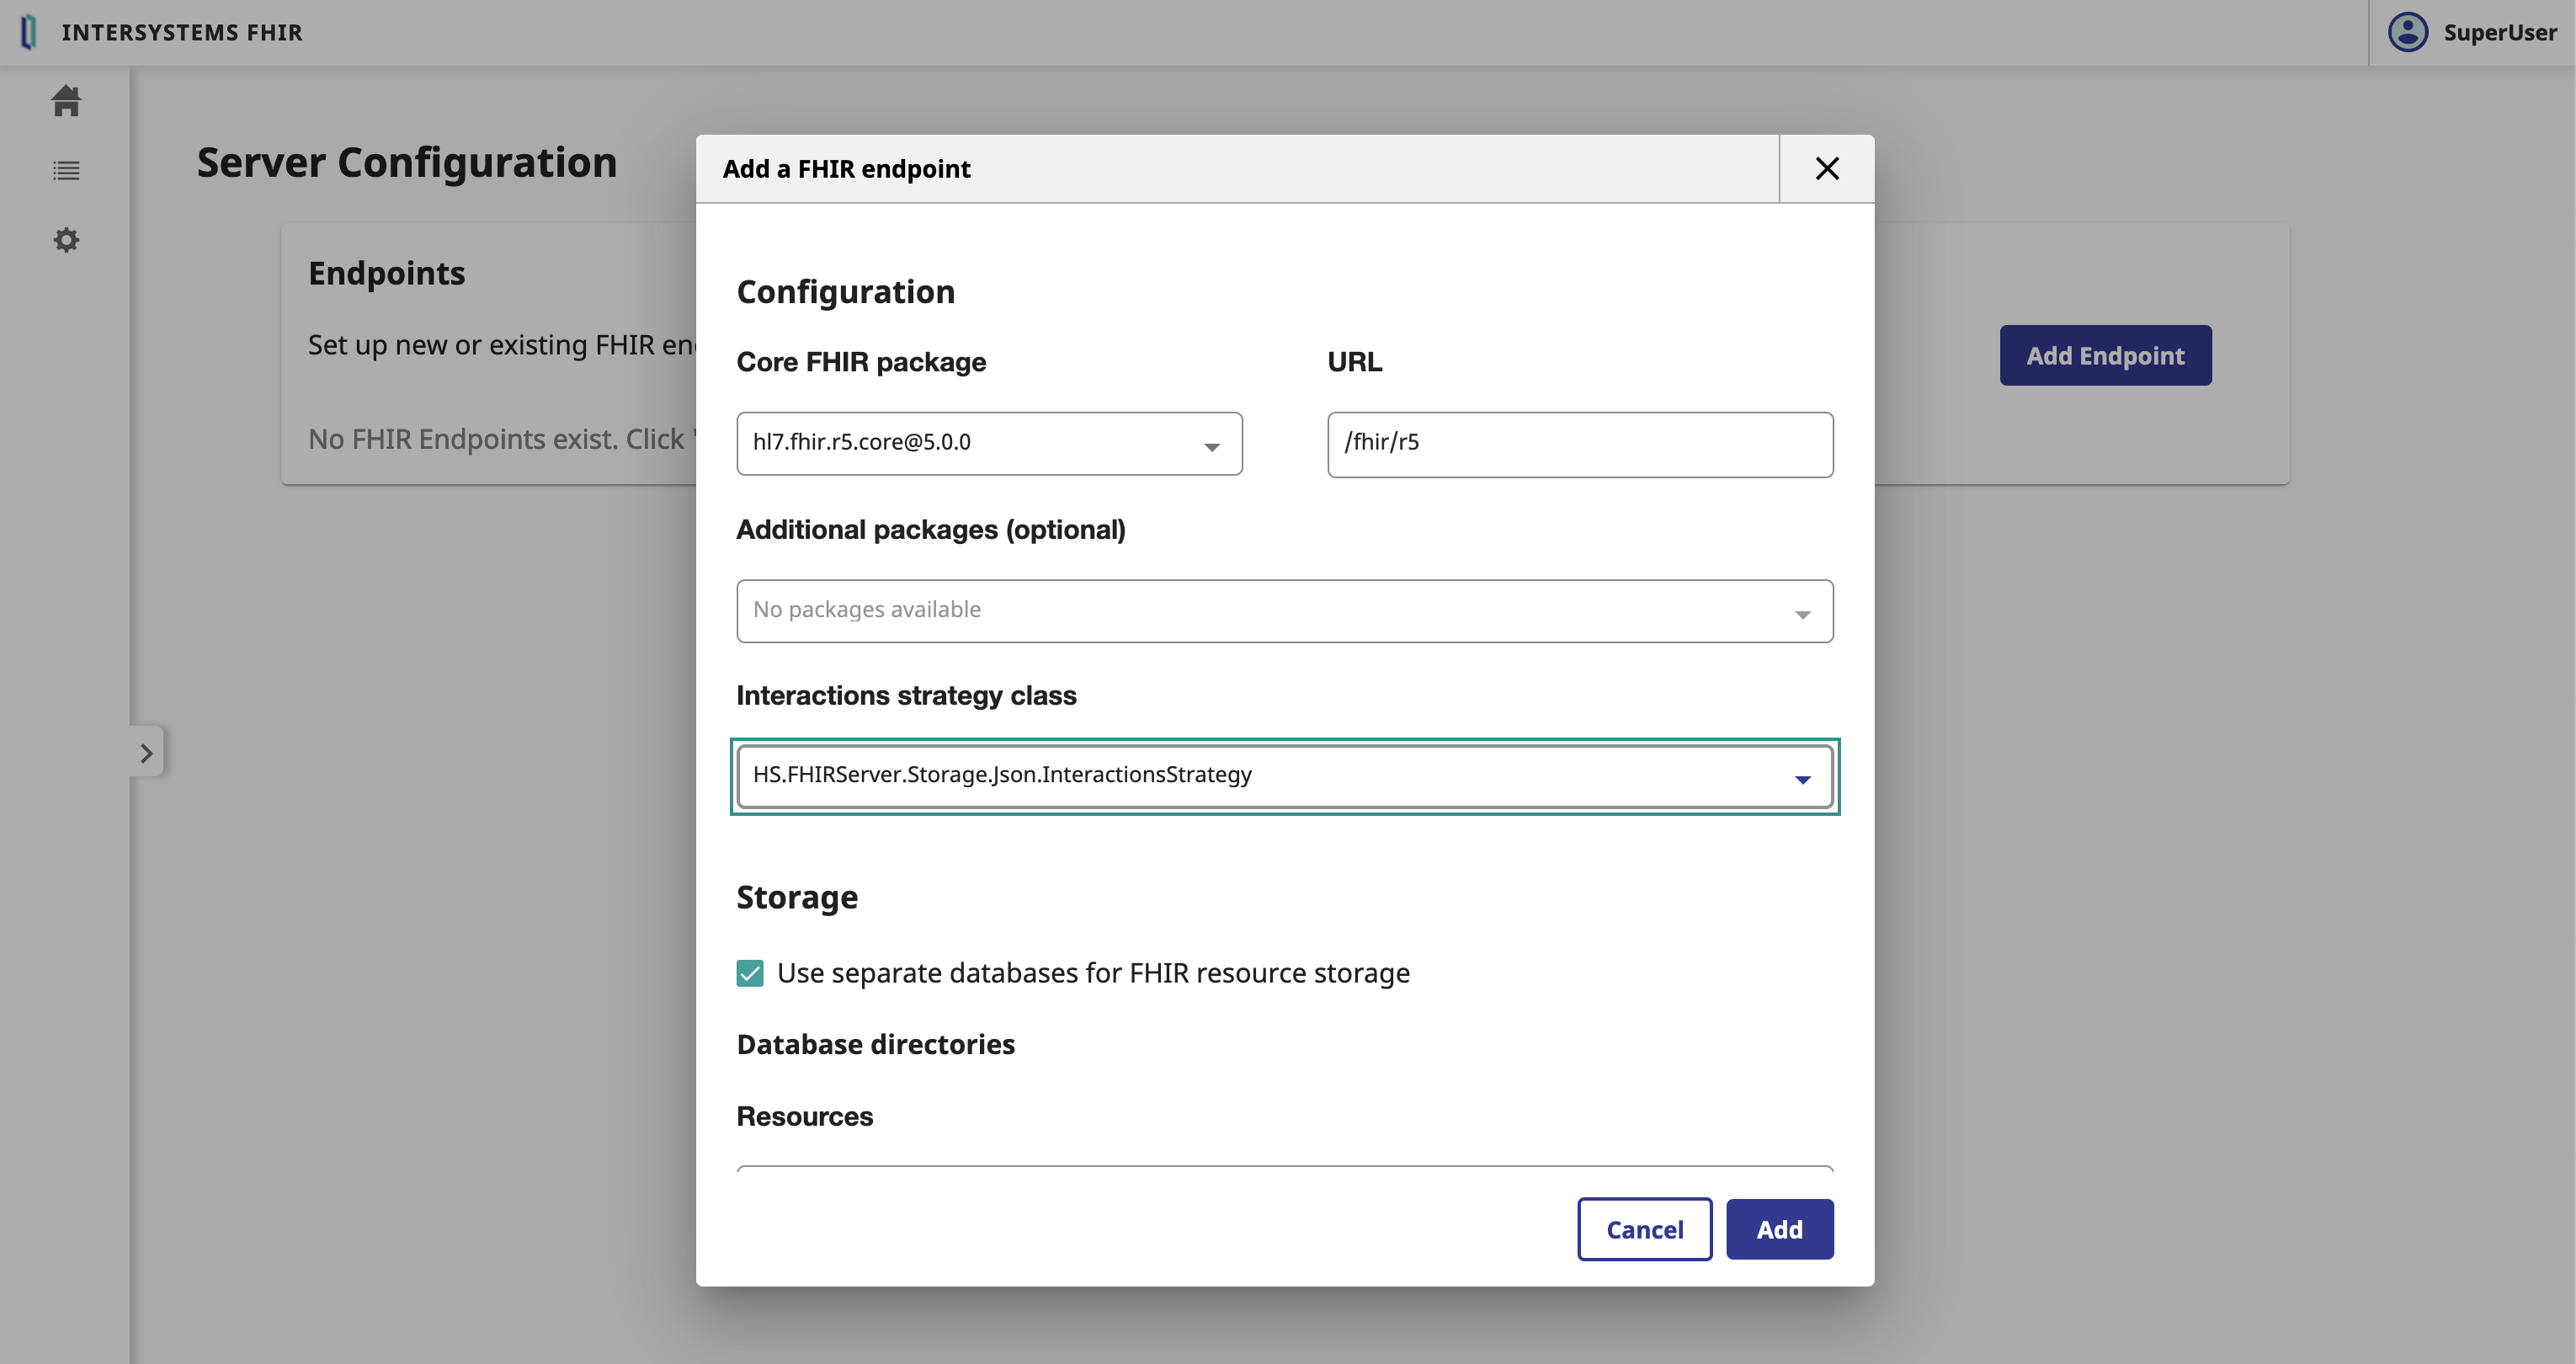 INTERSYSTEMS FHIR
SuperUser
Server Configuration
Endpoints
Set up new or existing FHIR en
No FHIR Endpoints exist. Click '
Add Endpoint
Add a FHIR endpoint
Configuration
Core FHIR package
URL
hl7.fhir.r5.core@5.0.0
/fhir/r5
Additional packages (optional)
No packages available
Interactions strategy class
HS.FHIRServer.Storage.Json.InteractionsStrategy
Storage
Use separate databases for FHIR resource storage
Database directories
Resources
Cancel
Add